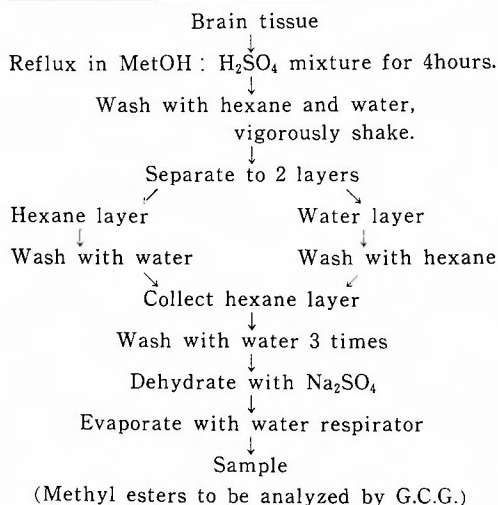 Brain tissue
↓
Reflux in MetOH : H₂SO₄ mixture for 4hours.
↓
Wash with hexane and water,
vigorously shake.
↓
Separate to 2 layers
↙ ↘
Hexane layer Water layer
↓ ↓
Wash with water Wash with hexane
↘ ↙
Collect hexane layer
↓
Wash with water 3 times
↓
Dehydrate with Na₂SO₄
↓
Evaporate with water respirator
↓
Sample
(Methyl esters to be analyzed by G.C.G.)